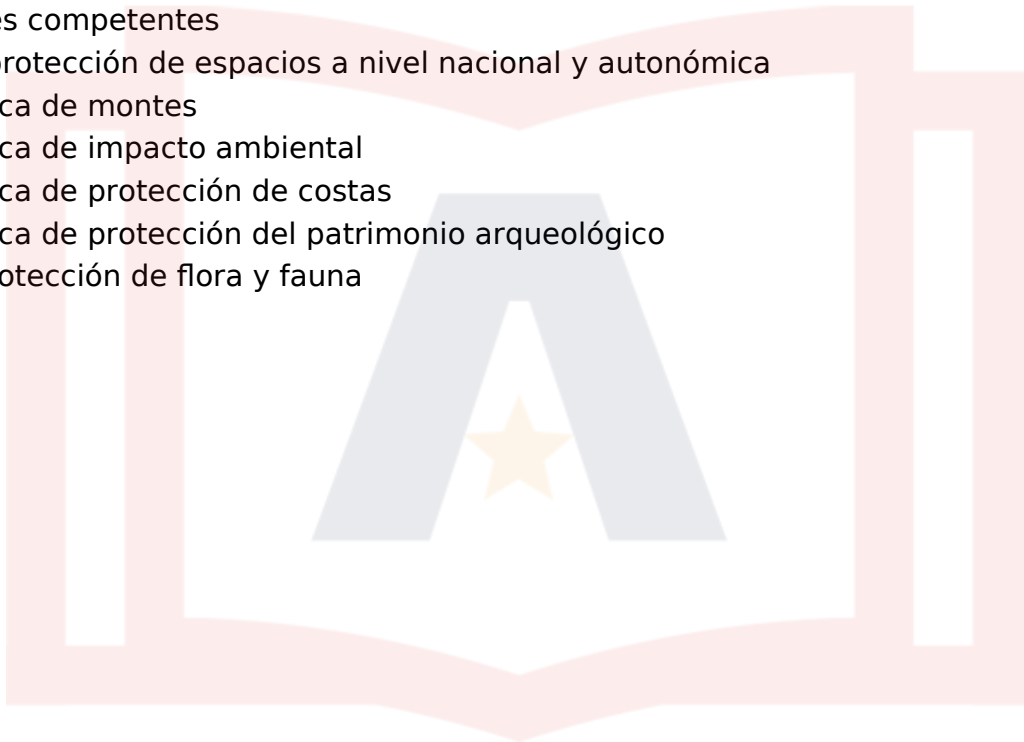 es competentes
protección de espacios a nivel nacional y autonómica
ca de montes
ca de impacto ambiental
ca de protección de costas
ca de protección del patrimonio arqueológico
otección de flora y fauna